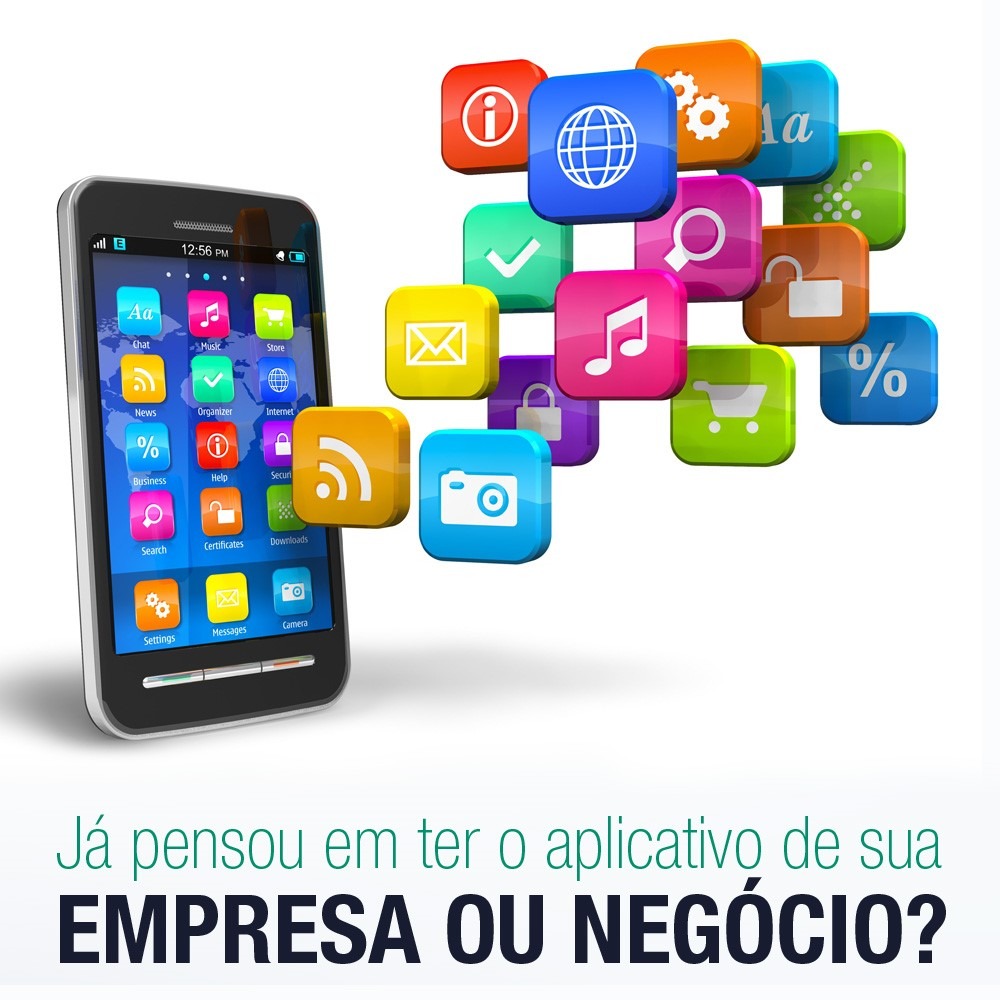 Aa
E
12:56 PM
Aa
Chat
Music
Store
News
Organizer
Internet
%
%
Business
Help
Securi
Search
Certificates
Downloads
Settings
Messages
Camera
Já pensou em ter o aplicativo de sua
EMPRESA OU NEGÓCIO?